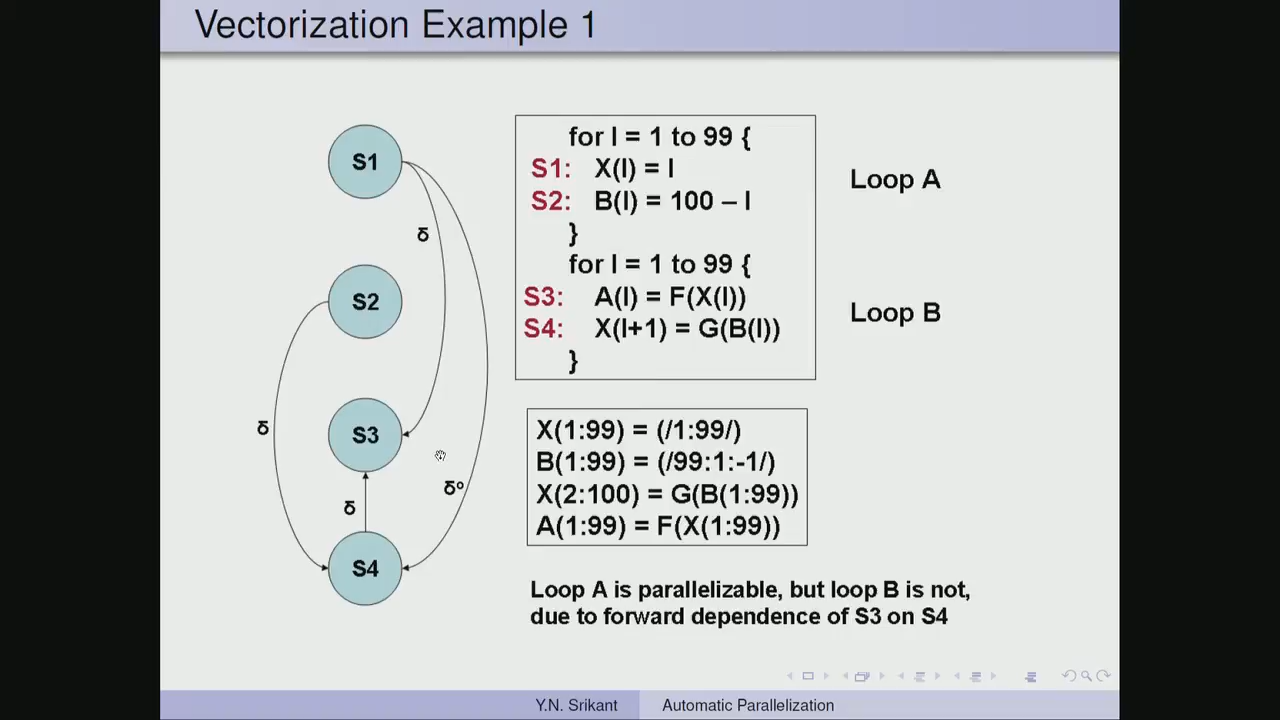 Vectorization Example 1
S1
S2
S3
S4
δ
δ
δ
δº
for I = 1 to 99 {
S1: X(I) = I
S2: B(I) = 100 – I
}
for I = 1 to 99 {
S3: A(I) = F(X(I))
S4: X(I+1) = G(B(I))
}
Loop A
Loop B
X(1:99) = (/1:99/)
B(1:99) = (/99:1:-1/)
X(2:100) = G(B(1:99))
A(1:99) = F(X(1:99))
Loop A is parallelizable, but loop B is not,
due to forward dependence of S3 on S4
Y.N. Srikant
Automatic Parallelization